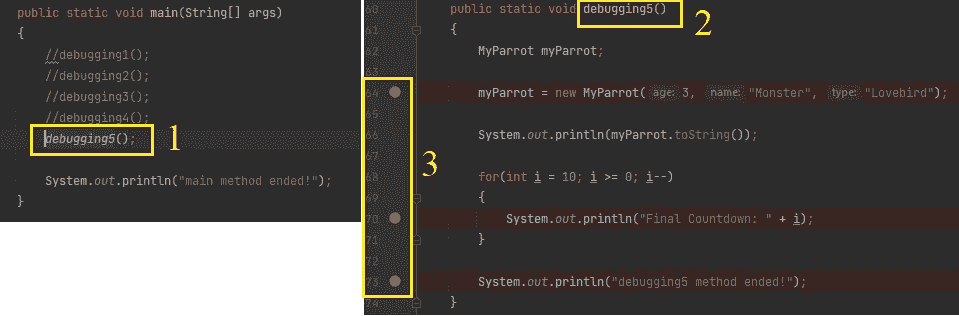 public static void main(String[] args)
{
//debugging1();
//debugging2();
//debugging3();
//debugging4();
debugging5();
1
System.out.println("main method ended!");
}
60 public static void debugging5()
2
61 {
62 MyParrot myParrot;
63
64 myParrot = new MyParrot( age: 3, name: "Monster", type: "Lovebird");
65
66 System.out.println(myParrot.toString());
67
3
68 for(int i = 10; i >= 0; i--)
69 {
70 System.out.println("Final Countdown: " + i);
71 }
72
73 System.out.println("debugging5 method ended!");
74 }